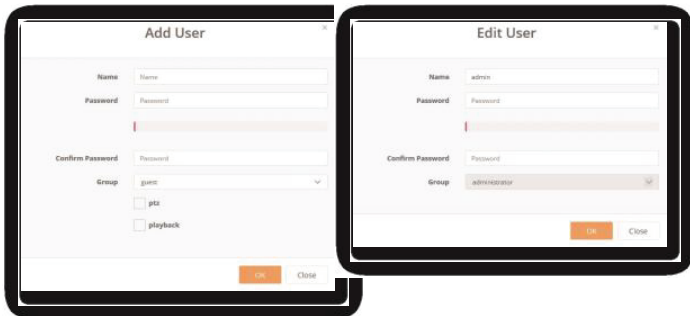 Add User
×
Name
Name
Password
Password
Confirm Password
Password
Group
guest
ptz
playback
OK
Close
Edit User
×
Name
admin
Password
Password
Confirm Password
Password
Group
administrator
OK
Close